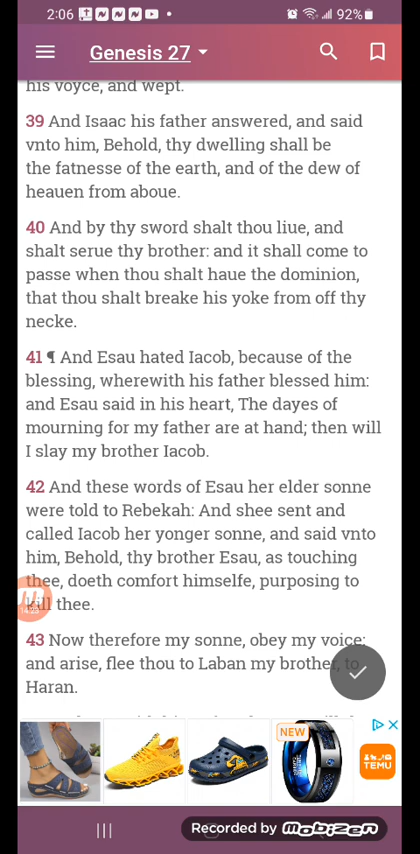 2:06
92%
Genesis 27
his voyce, and wept.
39 And Isaac his father answered, and said
vnto him, Behold, thy dwelling shall be
the fatnesse of the earth, and of the dew of
heauen from aboue.
40 And by thy sword shalt thou liue, and
shalt serue thy brother: and it shall come to
passe when thou shalt haue the dominion,
that thou shalt breake his yoke from off thy
necke.
41 ¶ And Esau hated Iacob, because of the
blessing, wherewith his father blessed him:
and Esau said in his heart, The dayes of
mourning for my father are at hand; then will
I slay my brother Iacob.
42 And these words of Esau her elder sonne
were told to Rebekah: And shee sent and
called Iacob her yonger sonne, and said vnto
him, Behold, thy brother Esau, as touching
thee, doeth comfort himselfe, purposing to
kill thee.
43 Now therefore my sonne, obey my voice:
and arise, flee thou to Laban my brother, to
Haran.
NEW
TEMU
Recorded by mobizen